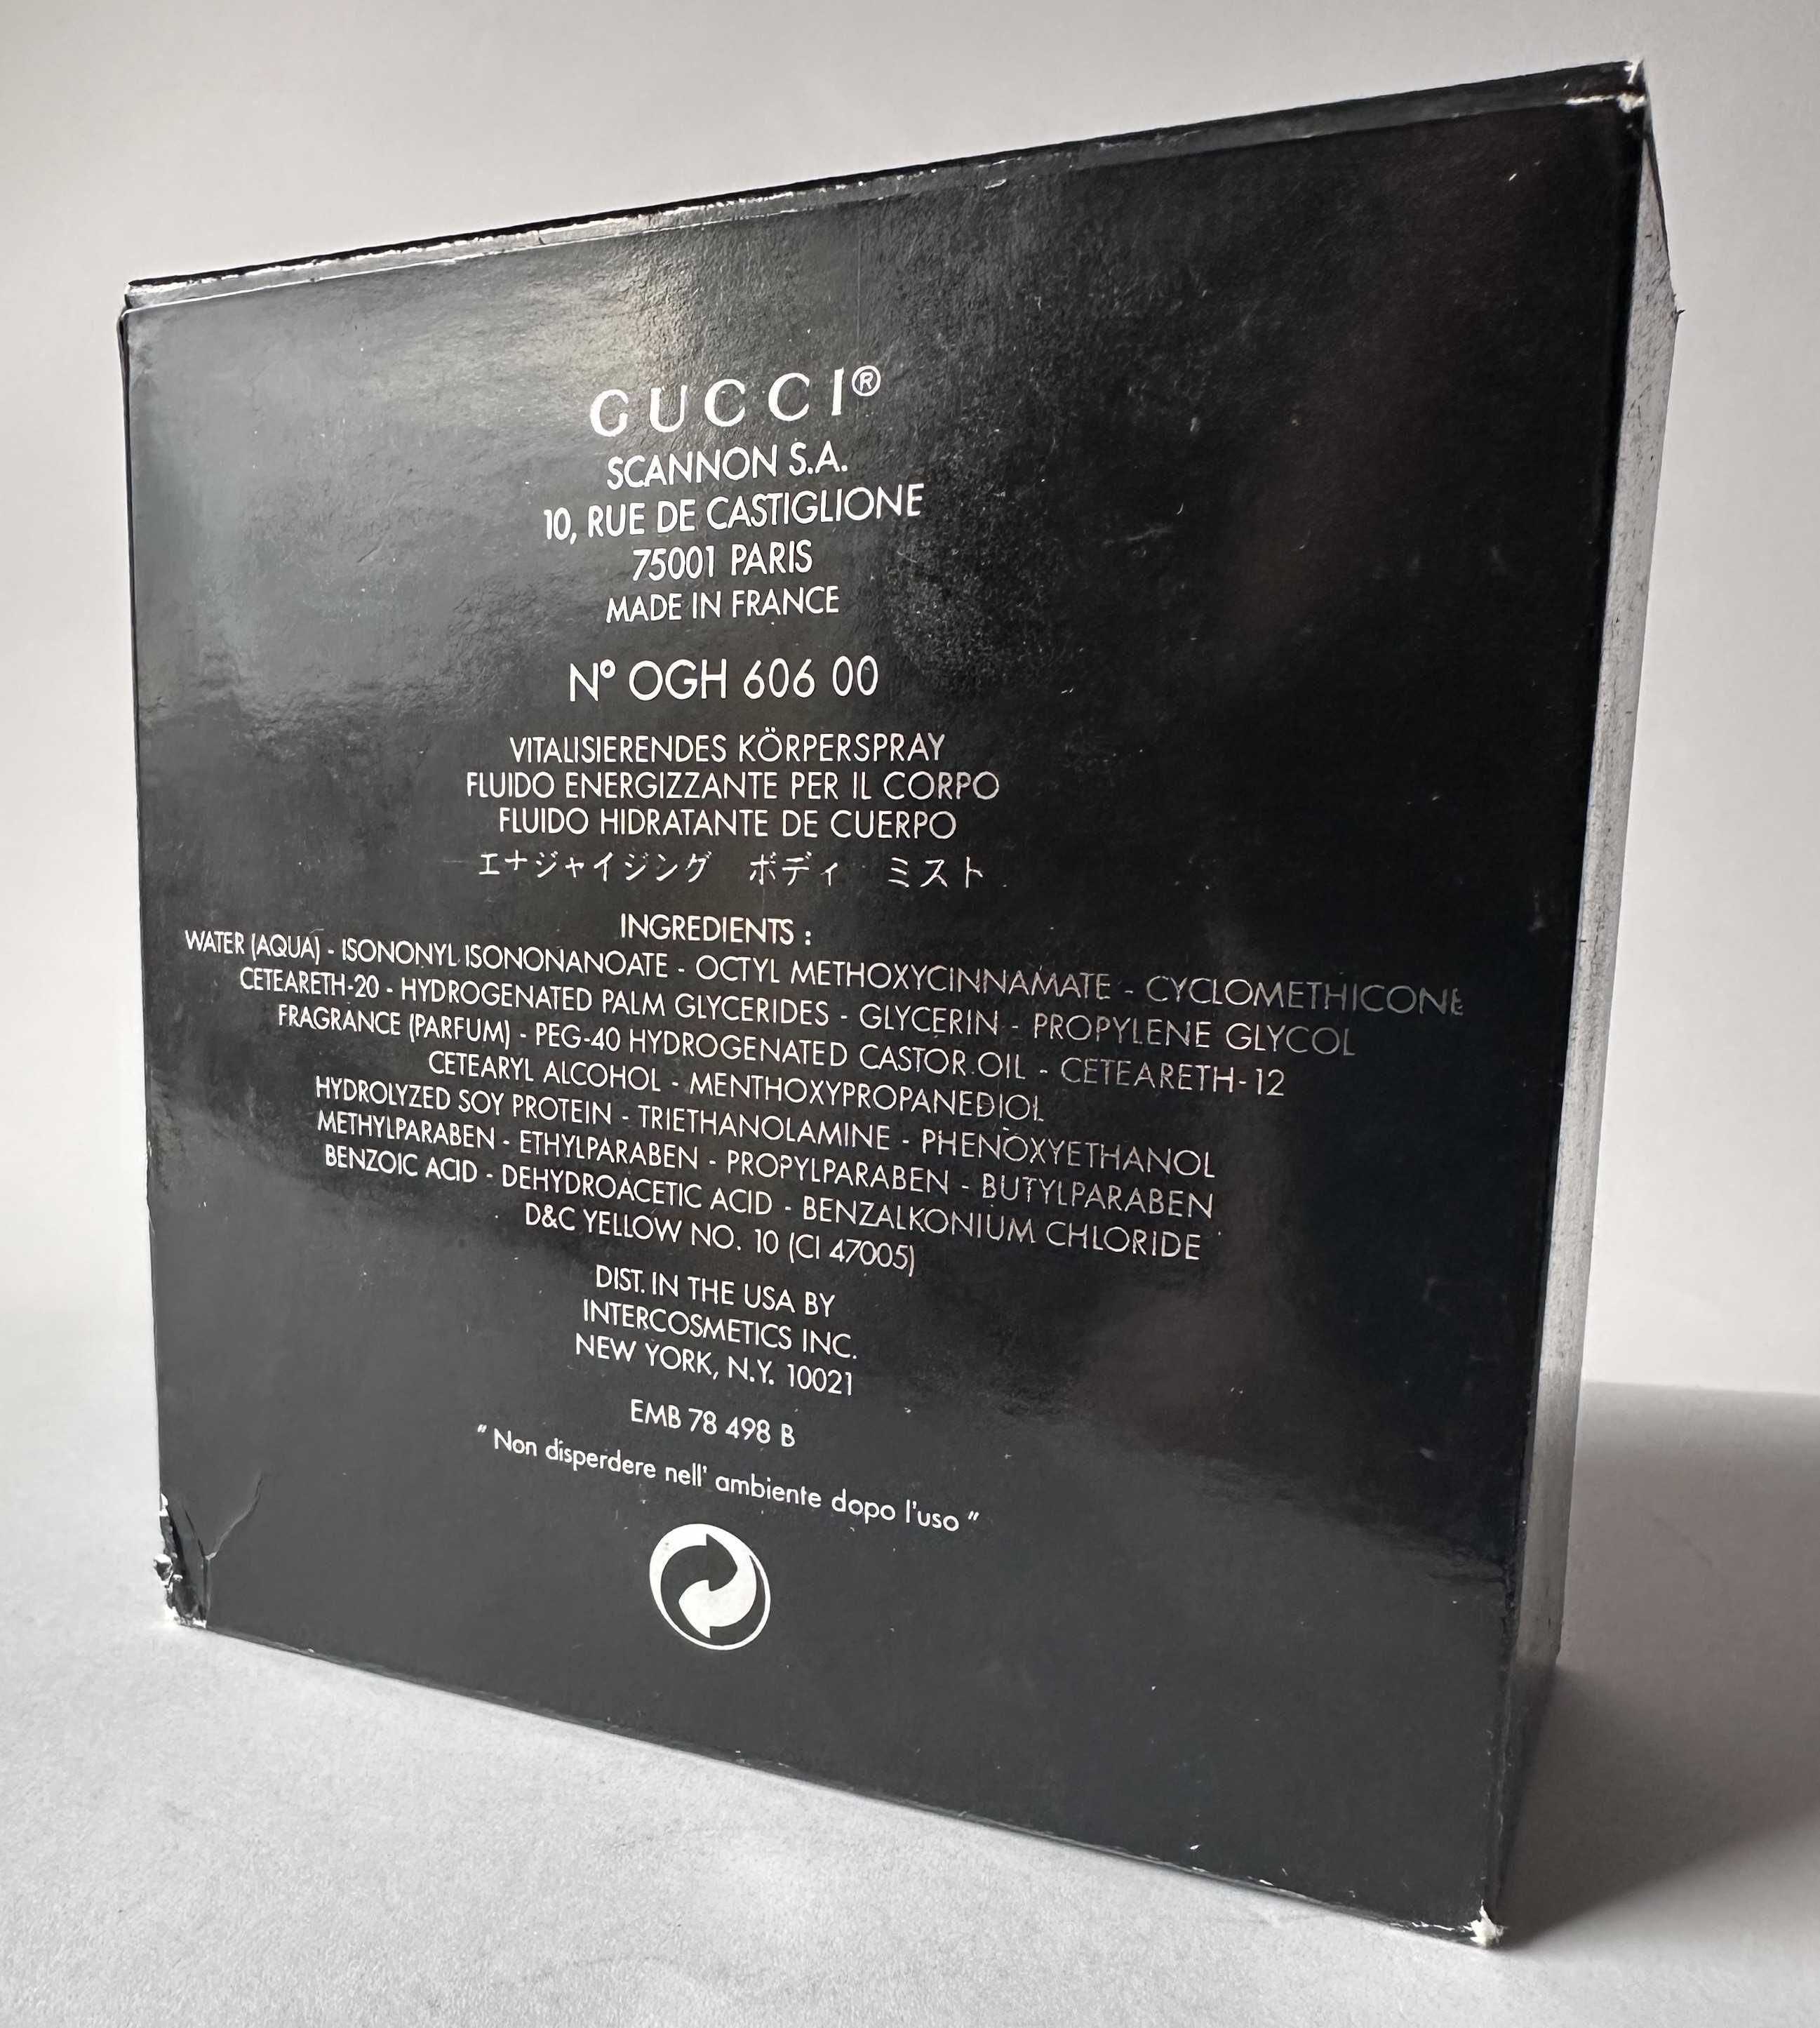 GUCCI®
SCANNON S.A.
10, RUE DE CASTIGLIONE
75001 PARIS
MADE IN FRANCE
Nº OGH 606 00
VITALISIERENDES KÖRPERSPRAY
FLUIDO ENERGIZZANTE PER IL CORPO
FLUIDO HIDRATANTE DE CUERPO
エナジャイジング ボディ ミスト
INGREDIENTS :
WATER (AQUA) - ISONONYL ISONONANOATE - OCTYL METHOXYCINNAMATE - CYCLOMETHICONE
CETEARETH-20 - HYDROGENATED PALM GLYCERIDES - GLYCERIN - PROPYLENE GLYCOL
FRAGRANCE (PARFUM) - PEG-40 HYDROGENATED CASTOR OIL - CETEARETH-12
CETEARYL ALCOHOL - MENTHOXYPROPANEDIOL
HYDROLYZED SOY PROTEIN - TRIETHANOLAMINE - PHENOXYETHANOL
METHYLPARABEN - ETHYLPARABEN - PROPYLPARABEN - BUTYLPARABEN
BENZOIC ACID - DEHYDROACETIC ACID - BENZALKONIUM CHLORIDE
D&C YELLOW NO. 10 (CI 47005)
DIST. IN THE USA BY
INTERCOSMETICS INC.
NEW YORK, N.Y. 10021
EMB 78 498 B
" Non disperdere nell' ambiente dopo l'uso "